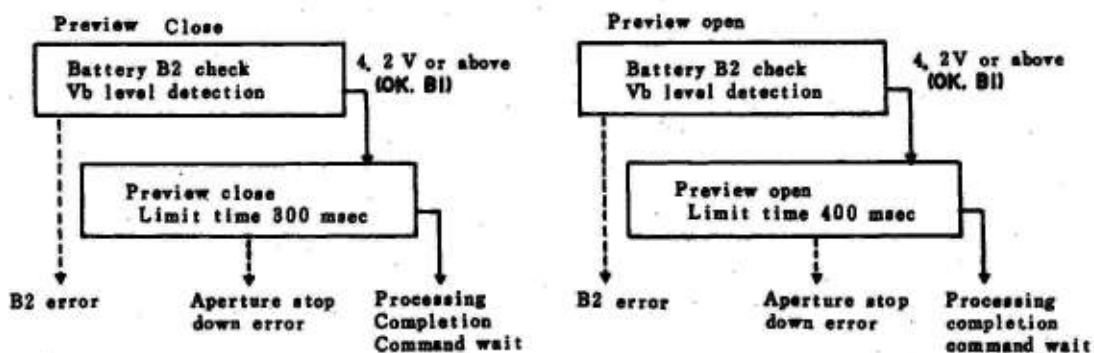 Preview Close
Battery B2 check
Vb level detection
4. 2 V or above
(OK. B1)
Preview close
Limit time 300 msec
B2 error
Aperture stop
down error
Processing
Completion
Command wait
Preview open
Battery B2 check
Vb level detection
4. 2 V or above
(OK. B1)
Preview open
Limit time 400 msec
B2 error
Aperture stop
down error
Processing
completion
command wait